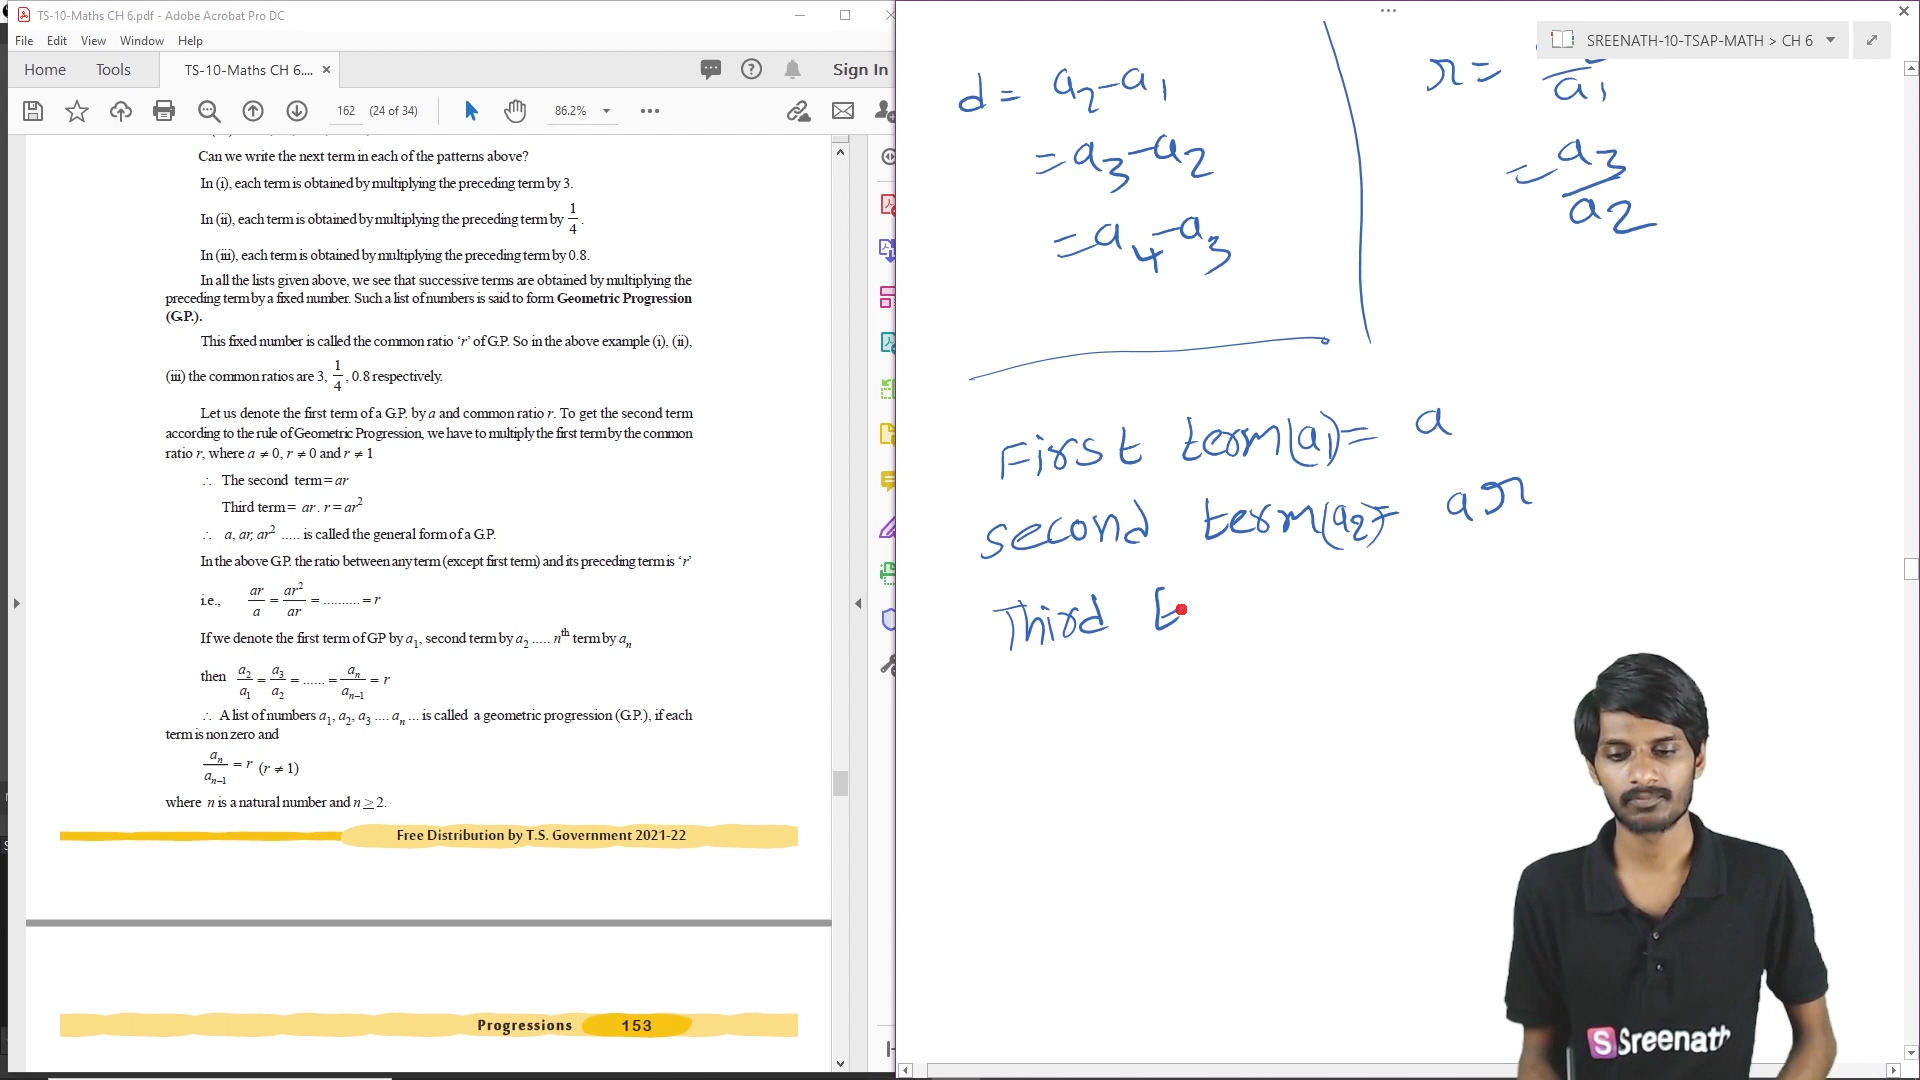 TS-10-Maths CH 6.pdf - Adobe Acrobat Pro DC
File Edit View Window Help
Home Tools TS-10-Maths CH 6.... × Sign In
162 (24 of 34) 86.2%
Can we write the next term in each of the patterns above?
In (i), each term is obtained by multiplying the preceding term by 3.
In (ii), each term is obtained by multiplying the preceding term by 1/4 .
In (iii), each term is obtained by multiplying the preceding term by 0.8.
In all the lists given above, we see that successive terms are obtained by multiplying the
preceding term by a fixed number. Such a list of numbers is said to form Geometric Progression
(G.P.).
This fixed number is called the common ratio ‘r’ of G.P. So in the above example (i), (ii),
(iii) the common ratios are 3, 1/4 , 0.8 respectively.
Let us denote the first term of a G.P. by a and common ratio r. To get the second term
according to the rule of Geometric Progression, we have to multiply the first term by the common
ratio r, where a ≠ 0, r ≠ 0 and r ≠ 1
∴ The second term = ar
Third term = ar . r = ar²
∴ a, ar, ar² ..... is called the general form of a G.P.
In the above G.P. the ratio between any term (except first term) and its preceding term is ‘r’
i.e., ar/a = ar²/ar = .......... = r
If we denote the first term of GP by a₁, second term by a₂ ..... nth term by aₙ
then a₂/a₁ = a₃/a₂ = ...... = aₙ/aₙ₋₁ = r
∴ A list of numbers a₁, a₂, a₃ .... aₙ ... is called a geometric progression (G.P.), if each
term is non zero and
aₙ/aₙ₋₁ = r (r ≠ 1)
where n is a natural number and n ≥ 2.
Free Distribution by T.S. Government 2021-22
Progressions 153
SREENATH-10-TSAP-MATH > CH 6
d = a₂-a₁
= a₃-a₂
= a₄-a₃
r = /a₁
= a₃/a₂
First term(a₁) = a
second term(a₂) = ar
Third t
S Sreenath